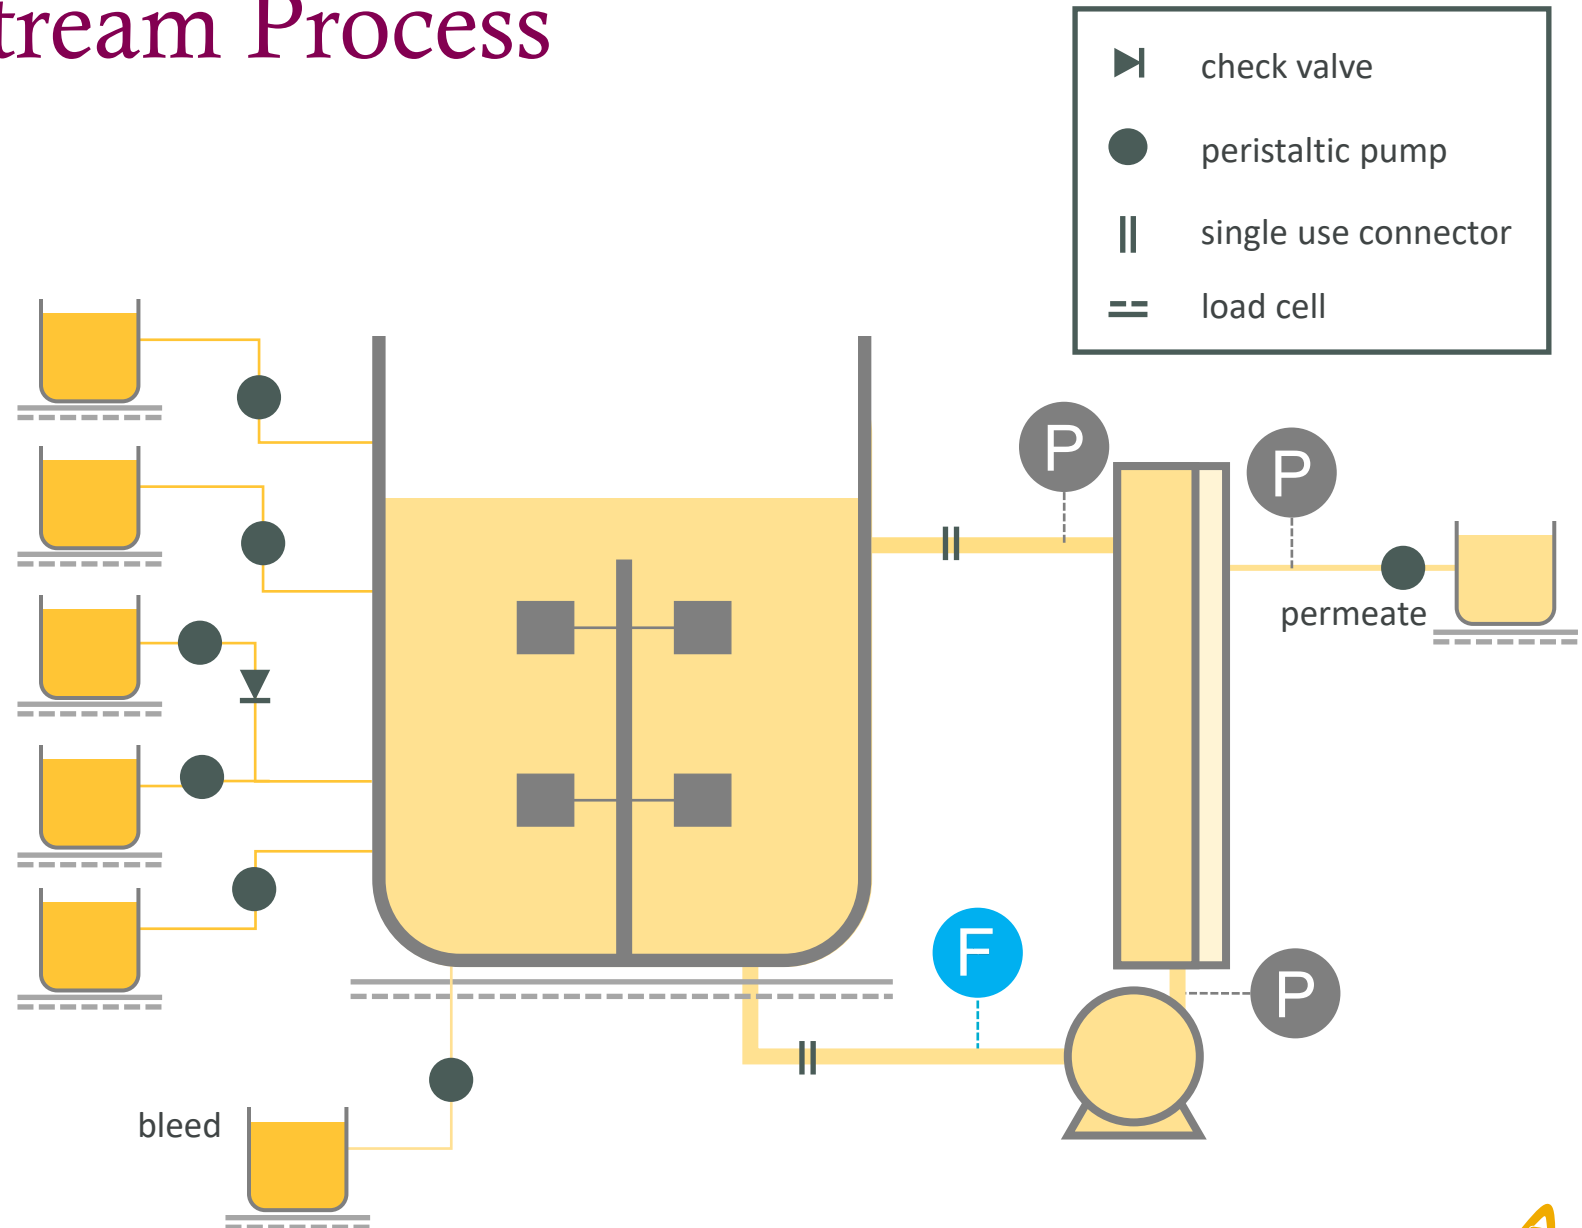 tream Process
check valve
peristaltic pump
single use connector
load cell
P
P
permeate
F
P
bleed